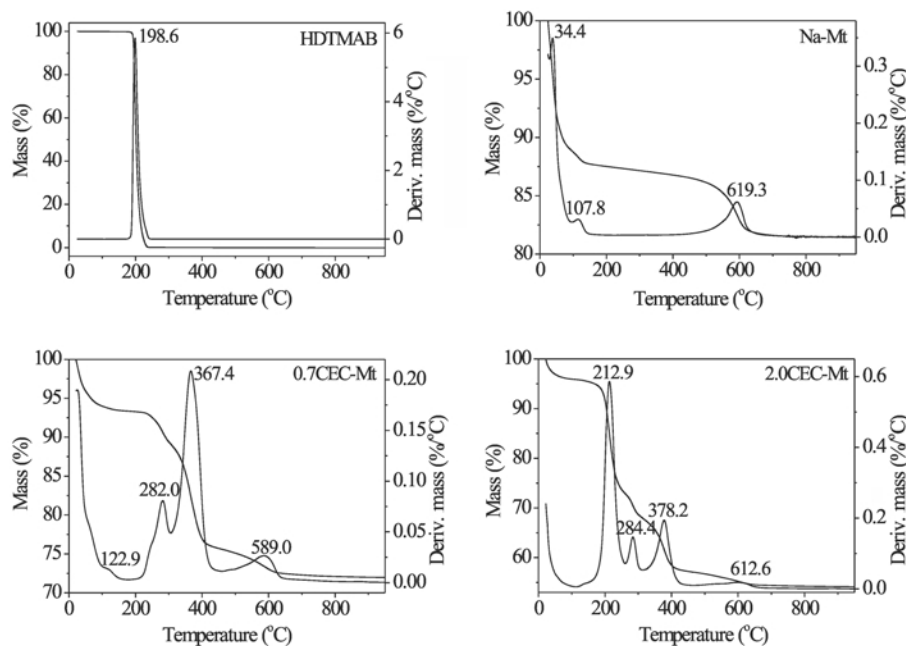 HDTMAB
198.6
100
80
60
40
20
0
6
4
2
0
Mass (%)
Deriv. mass (%/°C)
0 200 400 600 800
Temperature (°C)
Na-Mt
34.4
107.8
619.3
100
95
90
85
80
0.3
0.2
0.1
0.0
Mass (%)
Deriv. mass (%/°C)
0 200 400 600 800
Temperature (°C)
0.7CEC-Mt
367.4
282.0
122.9
589.0
100
95
90
85
80
75
70
0.20
0.15
0.10
0.05
0.00
Mass (%)
Deriv. mass (%/°C)
0 200 400 600 800
Temperature (°C)
2.0CEC-Mt
212.9
284.4
378.2
612.6
100
90
80
70
60
0.6
0.4
0.2
0.0
Mass (%)
Deriv. mass (%/°C)
0 200 400 600 800
Temperature (°C)